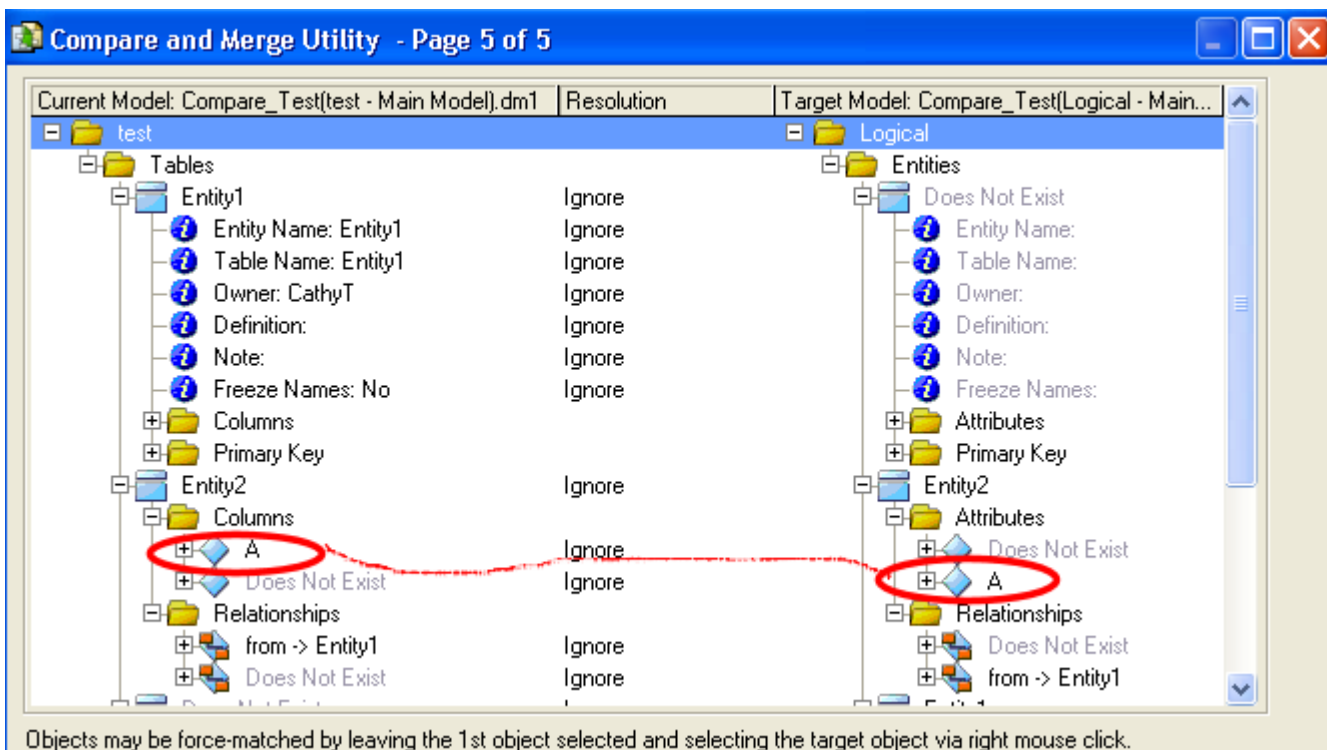 Compare and Merge Utility - Page 5 of 5
Current Model: Compare_Test(test - Main Model).dm1 Resolution Target Model: Compare_Test(Logical - Main...
test Logical
Tables Entities
Entity1 Ignore Does Not Exist
Entity Name: Entity1 Ignore Entity Name:
Table Name: Entity1 Ignore Table Name:
Owner: CathyT Ignore Owner:
Definition: Ignore Definition:
Note: Ignore Note:
Freeze Names: No Ignore Freeze Names:
Columns Attributes
Primary Key Primary Key
Entity2 Ignore Entity2
Columns Attributes
A Ignore Does Not Exist
Does Not Exist Ignore A
Relationships Relationships
from -> Entity1 Ignore Does Not Exist
Does Not Exist Ignore from -> Entity1
Objects may be force-matched by leaving the 1st object selected and selecting the target object via right mouse click.